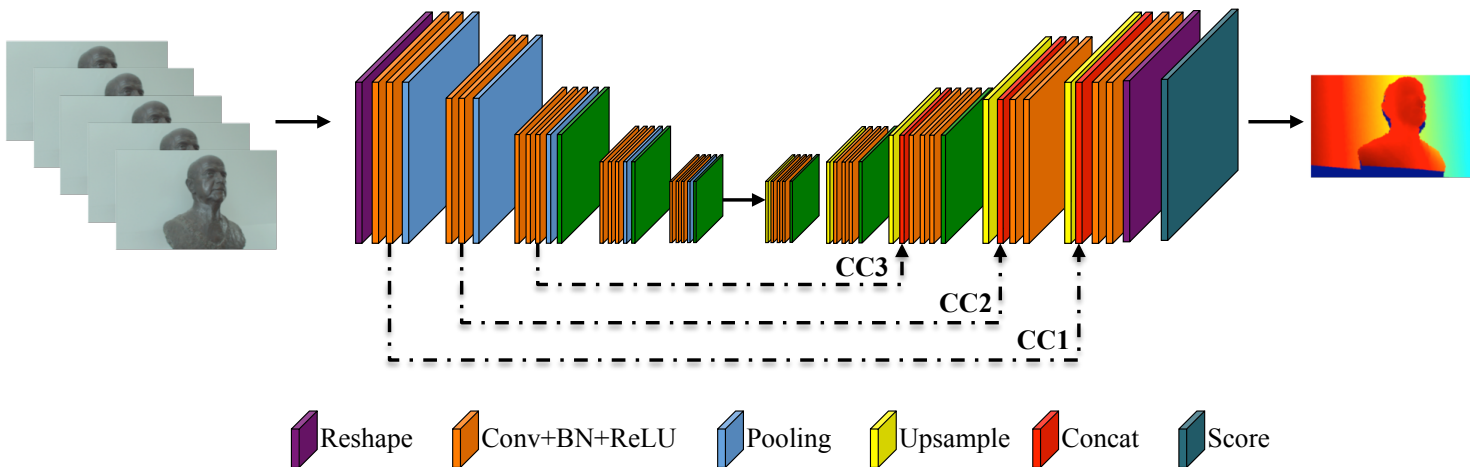 CC3
CC2
CC1
Reshape Conv+BN+ReLU Pooling Upsample Concat Score